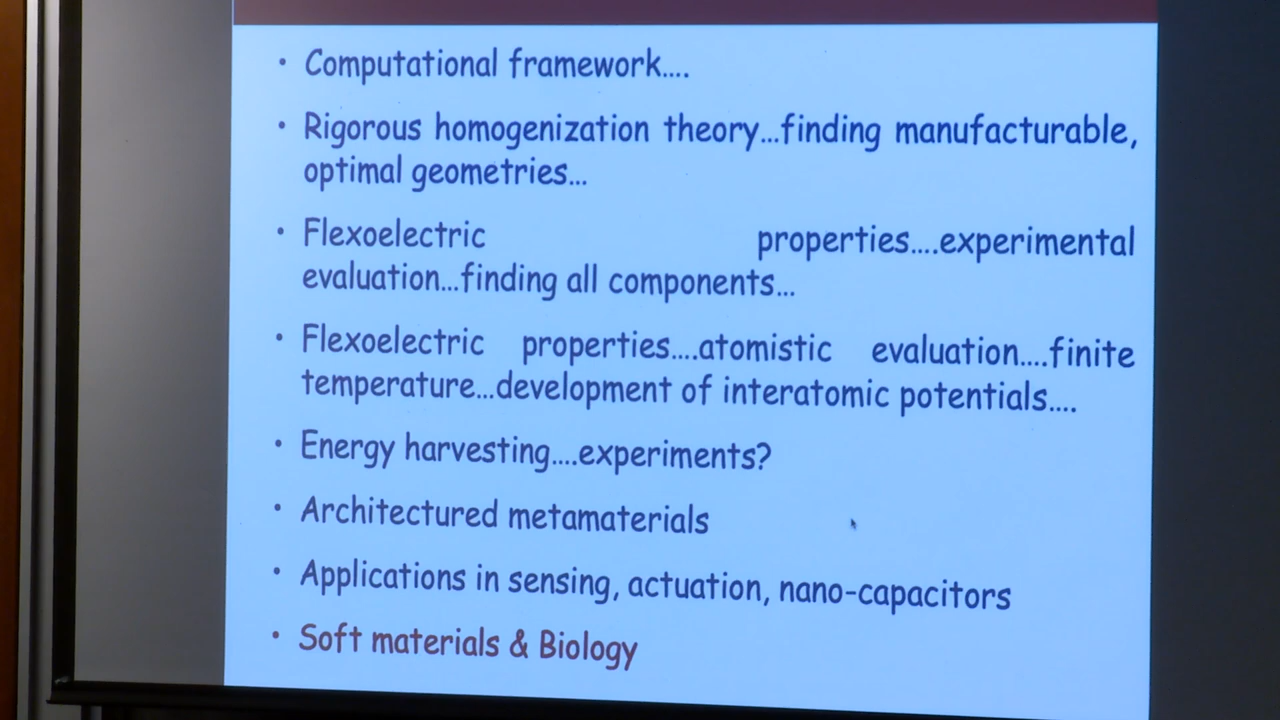 • Computational framework....
• Rigorous homogenization theory...finding manufacturable,
optimal geometries...
• Flexoelectric properties....experimental
evaluation...finding all components...
• Flexoelectric properties....atomistic evaluation....finite
temperature...development of interatomic potentials....
• Energy harvesting....experiments?
• Architectured metamaterials
• Applications in sensing, actuation, nano-capacitors
• Soft materials & Biology